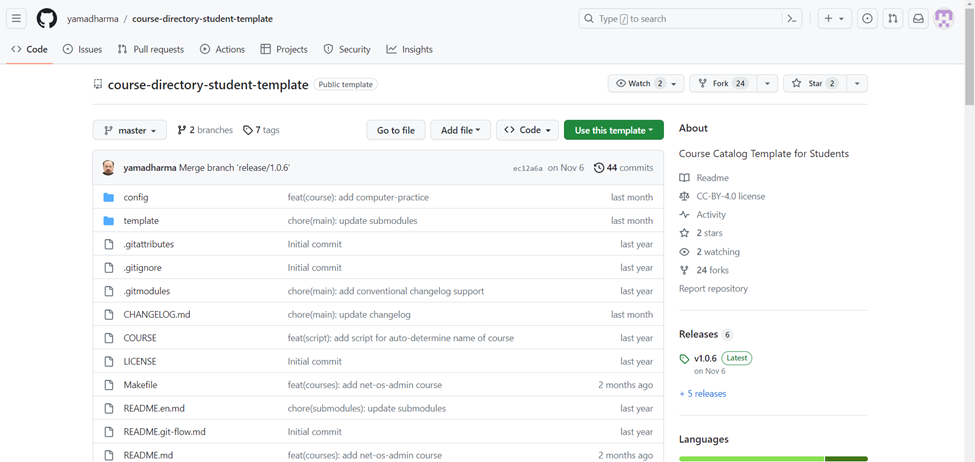 yamadharma / course-directory-student-template
Type / to search
Code Issues Pull requests Actions Projects Security Insights
course-directory-student-template Public template
Watch 2 Fork 24 Star 2
master 2 branches 7 tags Go to file Add file Code Use this template
yamadharma Merge branch 'release/1.0.6' ec12a6a on Nov 6 44 commits
config feat(course): add computer-practice last month
template chore(main): update submodules last month
.gitattributes Initial commit last year
.gitignore Initial commit last year
.gitmodules chore(main): add conventional changelog support last year
CHANGELOG.md chore(main): update changelog last month
COURSE feat(script): add script for auto-determine name of course last year
LICENSE Initial commit last year
Makefile feat(courses): add net-os-admin course 2 months ago
README.en.md chore(submodules): update submodules last year
README.git-flow.md Initial commit last year
README.md feat(courses): add net-os-admin course 2 months ago
About
Course Catalog Template for Students
Readme
CC-BY-4.0 license
Activity
2 stars
2 watching
24 forks
Report repository
Releases 6
v1.0.6 Latest
on Nov 6
+ 5 releases
Languages